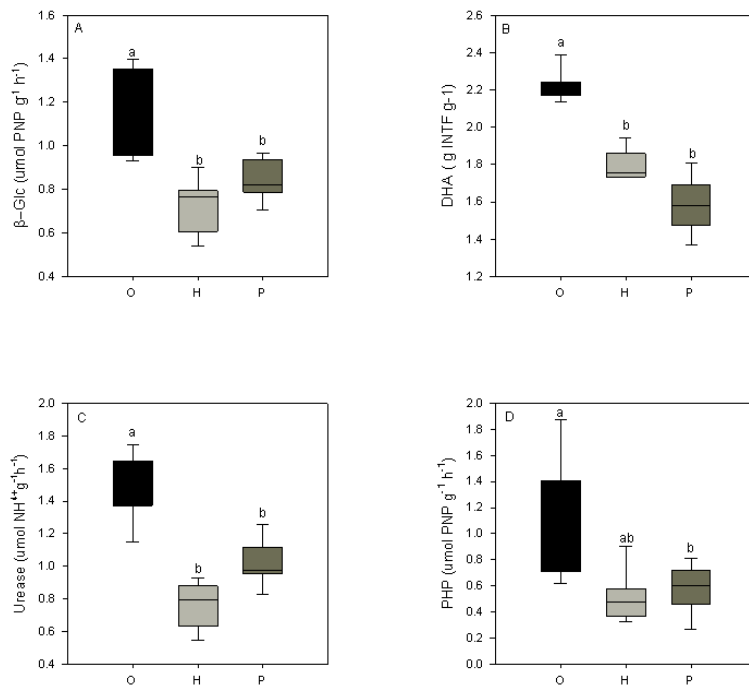 A
a
b
b
β–Glc (umol PNP g-1 h-1)
1.6
1.4
1.2
1.0
0.8
0.6
0.4
O H P
B
a
b
b
DHA ( g INTF g-1)
2.6
2.4
2.2
2.0
1.8
1.6
1.4
1.2
O H P
C
a
b
b
Urease (umol NH4+g-1h-1)
2.0
1.8
1.6
1.4
1.2
1.0
0.8
0.6
0.4
O H P
D
a
ab
b
PHP (umol PNP g-1 h-1)
2.0
1.8
1.6
1.4
1.2
1.0
0.8
0.6
0.4
0.2
0.0
O H P